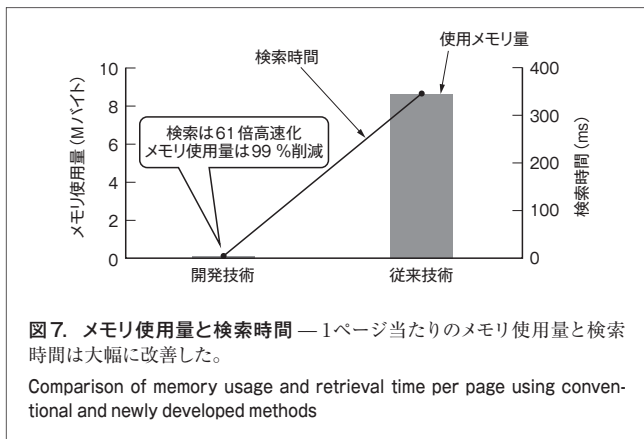 使用メモリ量
検索時間
メモリ使用量(Mバイト)
10
8
6
4
2
0
検索は61倍高速化
メモリ使用量は99 %削減
400
300
200
100
0
検索時間(ms)
開発技術
従来技術
図7. メモリ使用量と検索時間 — 1ページ当たりのメモリ使用量と検索
時間は大幅に改善した。
Comparison of memory usage and retrieval time per page using conven-
tional and newly developed methods